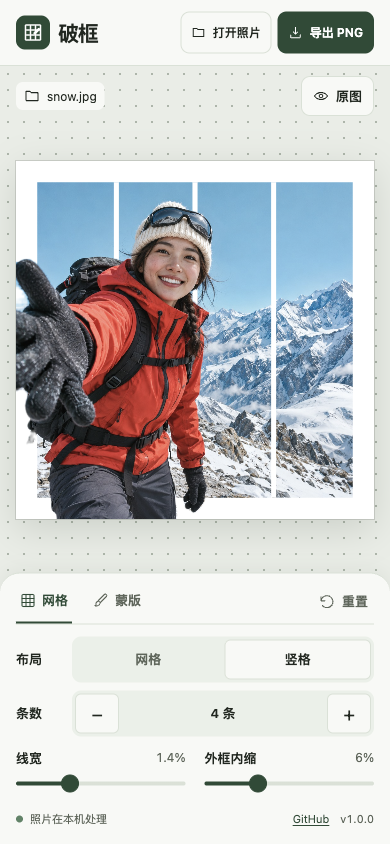 破框
打开照片
导出 PNG
snow.jpg
原图
网格
蒙版
重置
布局
网格
竖格
条数
− 4 条 +
线宽 1.4%
外框内缩 6%
照片在本机处理
GitHub v1.0.0